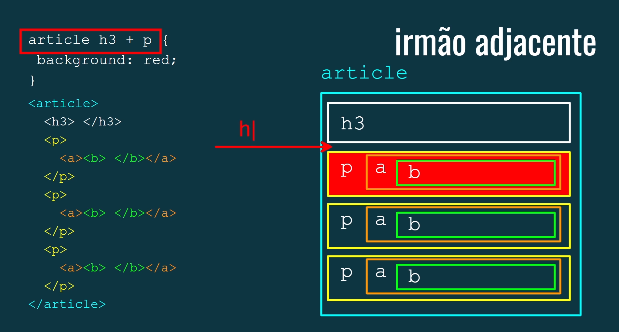 irmão adjacente
article h3 + p {
background: red;
}
<article>
<h3> </h3>
<p>
<a><b> </b></a>
</p>
<p>
<a><b> </b></a>
</p>
<p>
<a><b> </b></a>
</p>
</article>
h|
article
h3
p a b
p a b
p a b